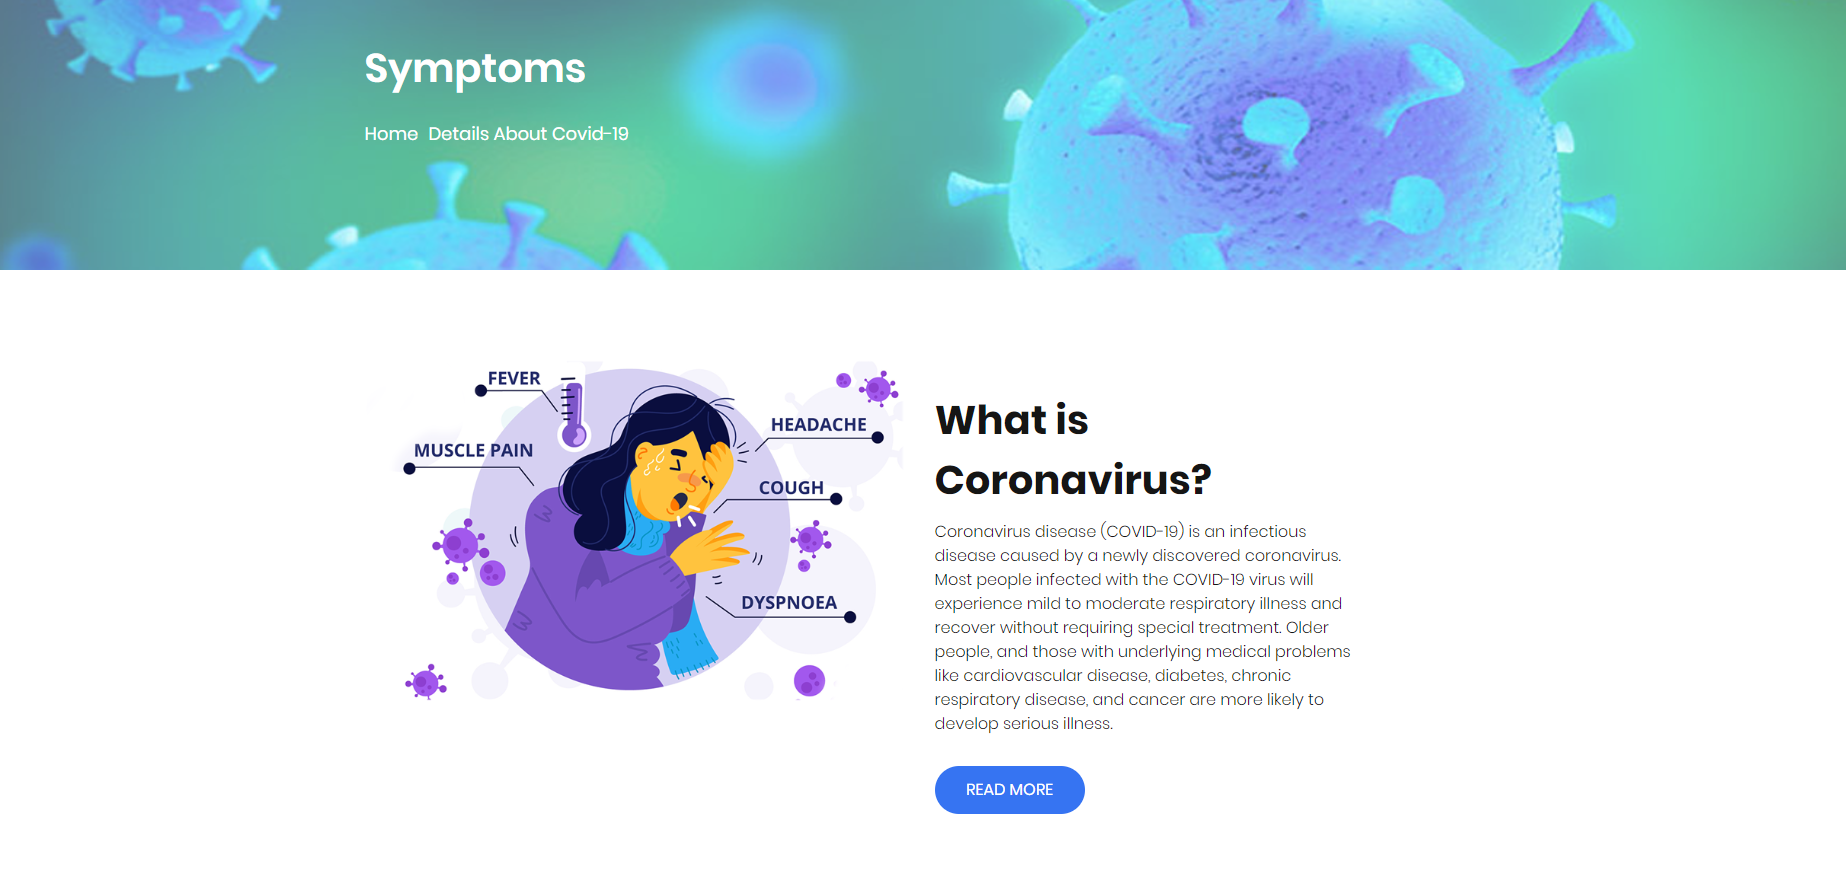 Symptoms
Home Details About Covid-19
FEVER
MUSCLE PAIN
HEADACHE
COUGH
DYSPNOEA
What is
Coronavirus?
Coronavirus disease (COVID-19) is an infectious
disease caused by a newly discovered coronavirus.
Most people infected with the COVID-19 virus will
experience mild to moderate respiratory illness and
recover without requiring special treatment. Older
people, and those with underlying medical problems
like cardiovascular disease, diabetes, chronic
respiratory disease, and cancer are more likely to
develop serious illness.
READ MORE